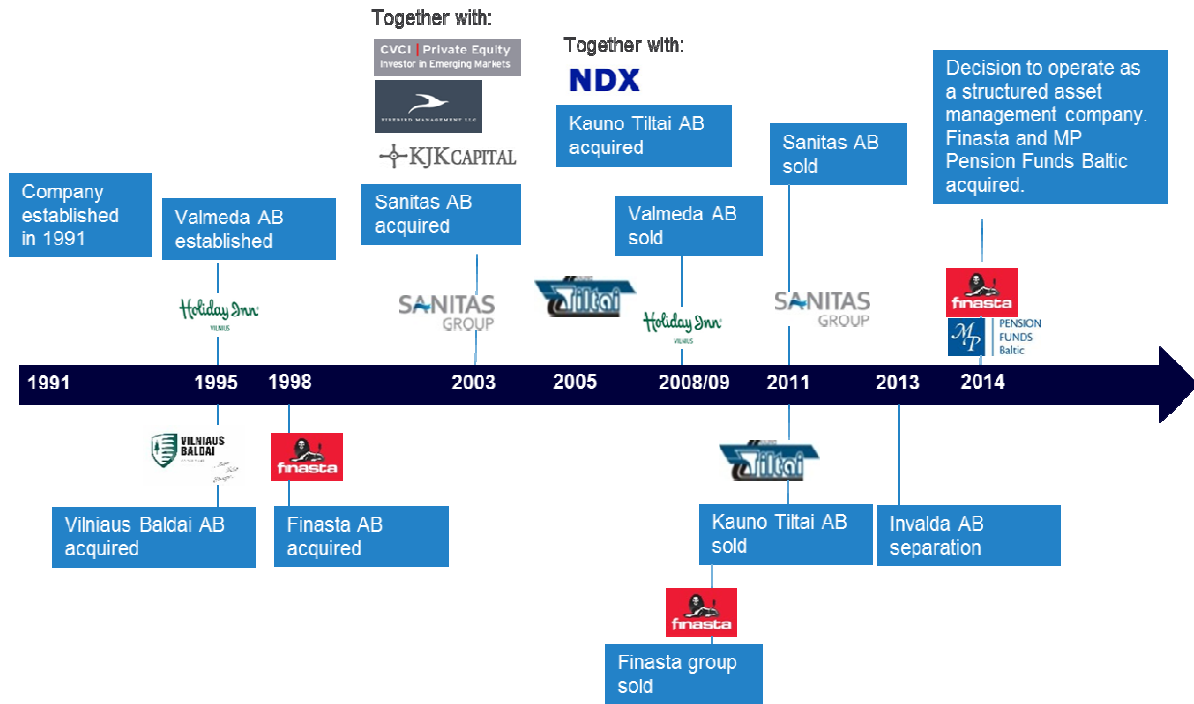 Together with:
CVCI | Private Equity
Investor in Emerging Markets
KJK CAPITAL
Sanitas AB
acquired
Together with:
NDX
Kauno Tiltai AB
acquired
Decision to operate as
a structured asset
management company.
Finasta and MP
Pension Funds Baltic
acquired.
Sanitas AB
sold
Company
established
in 1991
Valmeda AB
established
Valmeda AB
sold
Holiday Inn
VILNIUS
SANITAS
GROUP
Tiltai
Holiday Inn
VILNIUS
SANITAS
GROUP
finasta
MP
PENSION
FUNDS
Baltic
1991
1995
1998
2003
2005
2008/09
2011
2013
2014
VILNIAUS
BALDAI
finasta
Tiltai
Vilniaus Baldai AB
acquired
Finasta AB
acquired
Kauno Tiltai AB
sold
Invalda AB
separation
finasta
Finasta group
sold